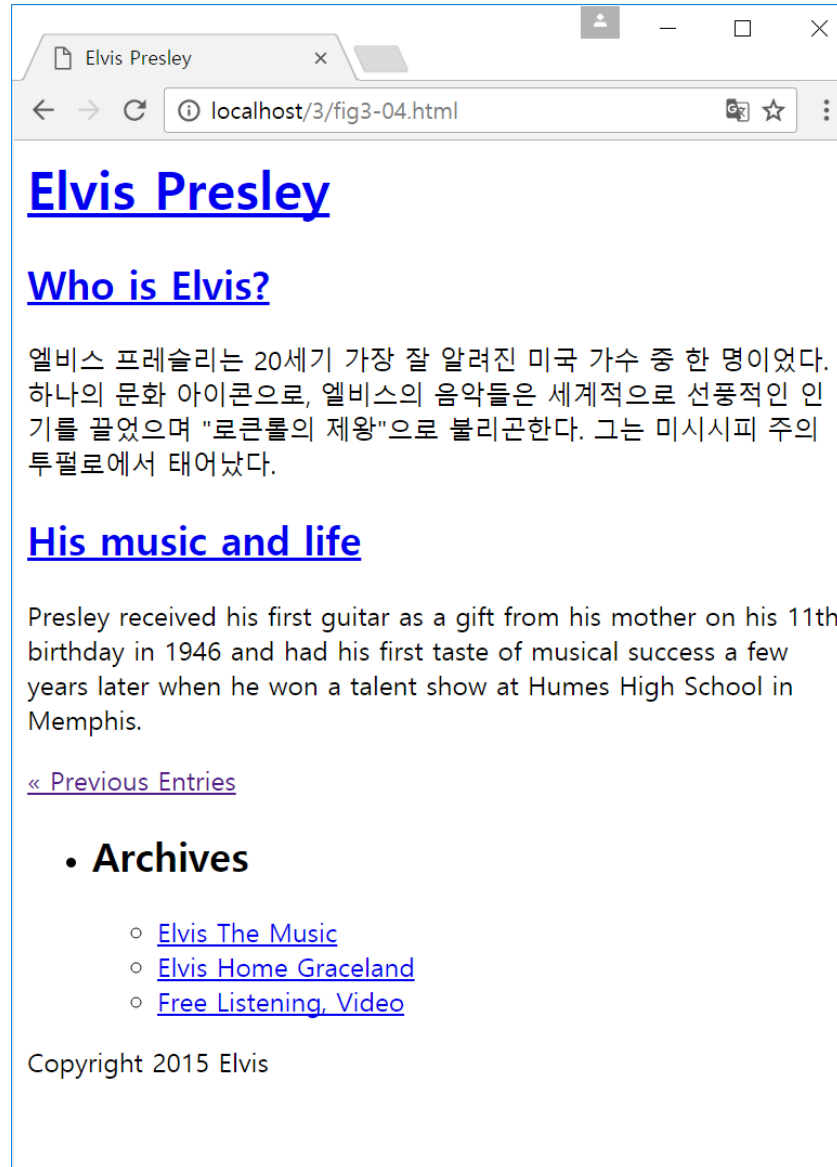 Elvis Presley
localhost/3/fig3-04.html
Elvis Presley
Who is Elvis?
엘비스 프레슬리는 20세기 가장 잘 알려진 미국 가수 중 한 명이었다.
하나의 문화 아이콘으로, 엘비스의 음악들은 세계적으로 선풍적인 인
기를 끌었으며 "로큰롤의 제왕"으로 불리곤한다. 그는 미시시피 주의
투펄로에서 태어났다.
His music and life
Presley received his first guitar as a gift from his mother on his 11th
birthday in 1946 and had his first taste of musical success a few
years later when he won a talent show at Humes High School in
Memphis.
« Previous Entries
Archives
Elvis The Music
Elvis Home Graceland
Free Listening, Video
Copyright 2015 Elvis